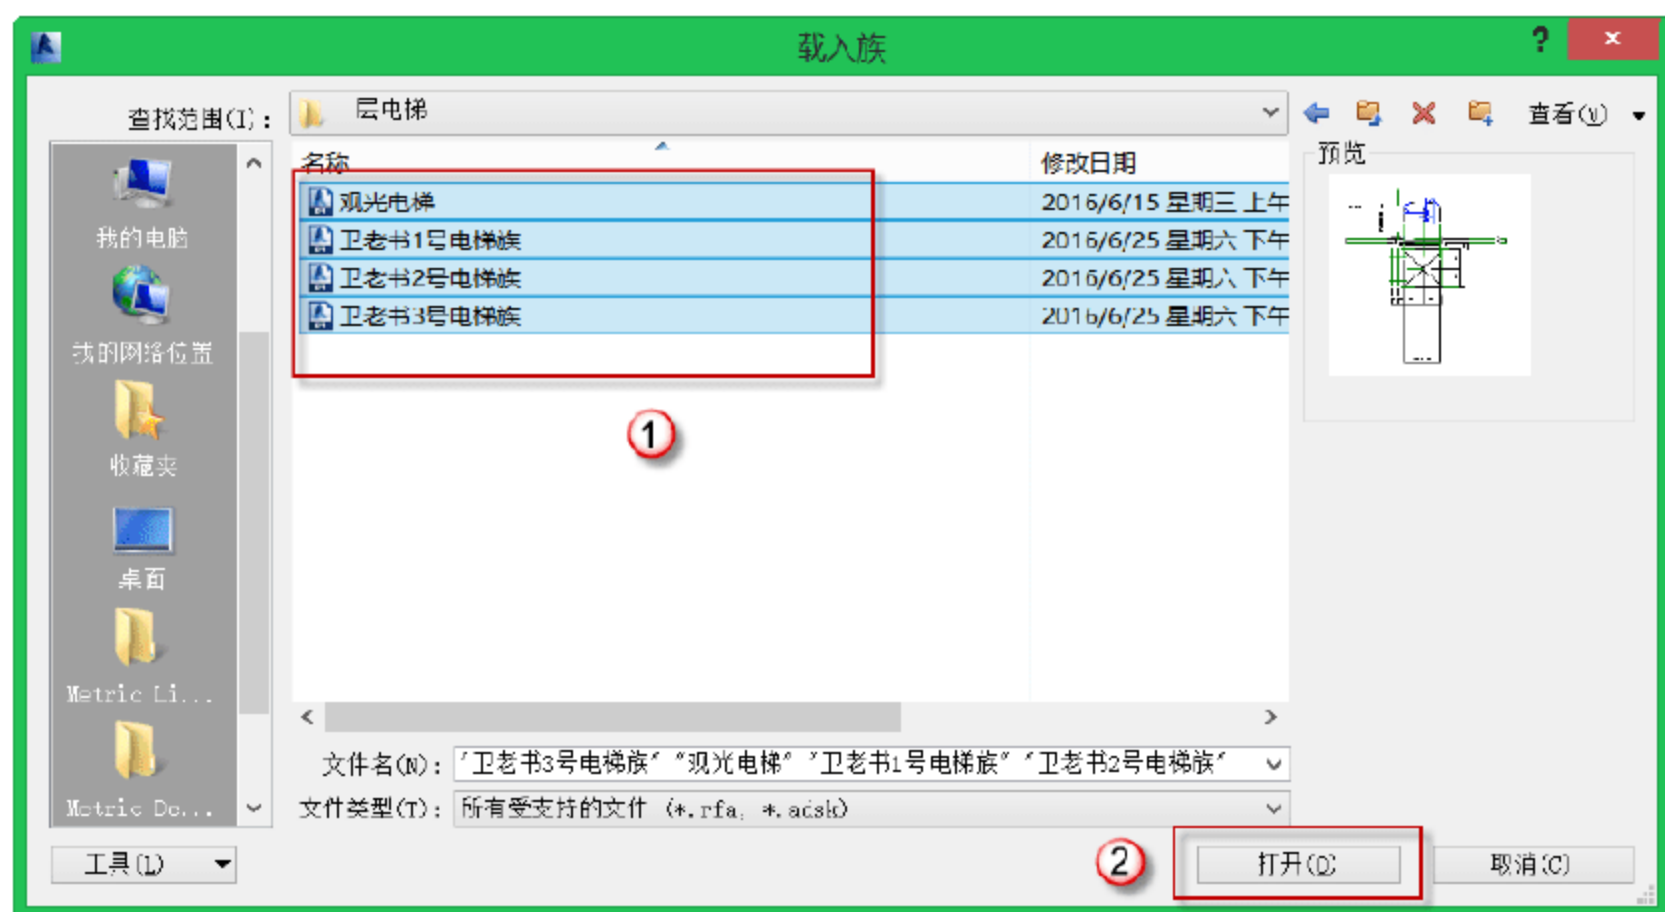 载入族
?
查找范围(I):
层电梯
查看(V)
名称
修改日期
预览
观光电梯
2016/6/15 星期三 上午
卫老书1号电梯族
2016/6/25 星期六 下午
卫老书2号电梯族
2016/6/25 星期六 下午
卫老书3号电梯族
2016/6/25 星期六 下午
我的电脑
我的网络位置
收藏夹
桌面
Metric Li...
Metric De...
1
文件名(N):
"卫老书3号电梯族" "观光电梯" "卫老书1号电梯族" "卫老书2号电梯族"
文件类型(T):
所有受支持的文件 (*.rfa, *.adsk)
工具(L)
2
打开(O)
取消(C)